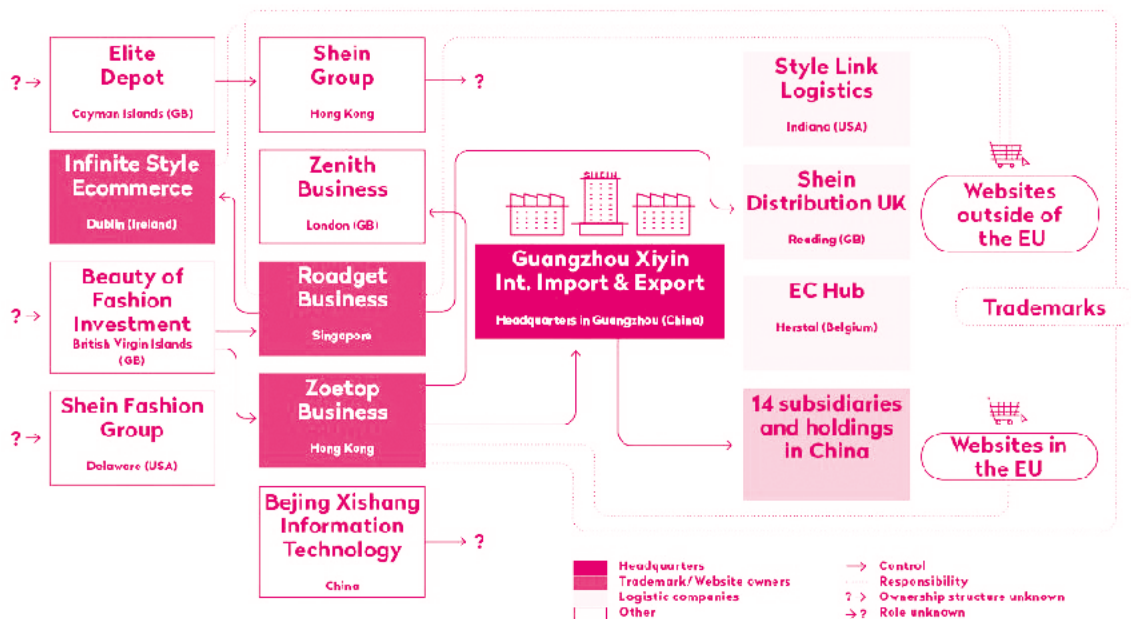 Elite
Depot
Cayman Islands (GB)
Shein
Group
Hong Kong
?
?
Style Link
Logistics
Indiana (USA)
Infinite Style
Ecommerce
Dublin (Ireland)
Zenith
Business
London (GB)
SHEIN
Shein
Distribution UK
Reading (GB)
Websites
outside of
the EU
Beauty of
Fashion
Investment
British Virgin Islands
(GB)
?
Roadget
Business
Singapore
Guangzhou Xiyin
Int. Import & Export
Headquarters in Guangzhou (China)
EC Hub
Herstal (Belgium)
Trademarks
Shein Fashion
Group
Delaware (USA)
?
Zoetop
Business
Hong Kong
14 subsidiaries
and holdings
in China
Websites in
the EU
Bejing Xishang
Information
Technology
China
?
Headquarters
Trademark/Website owners
Logistic companies
Other
Control
Responsibility
? Ownership structure unknown
? Role unknown